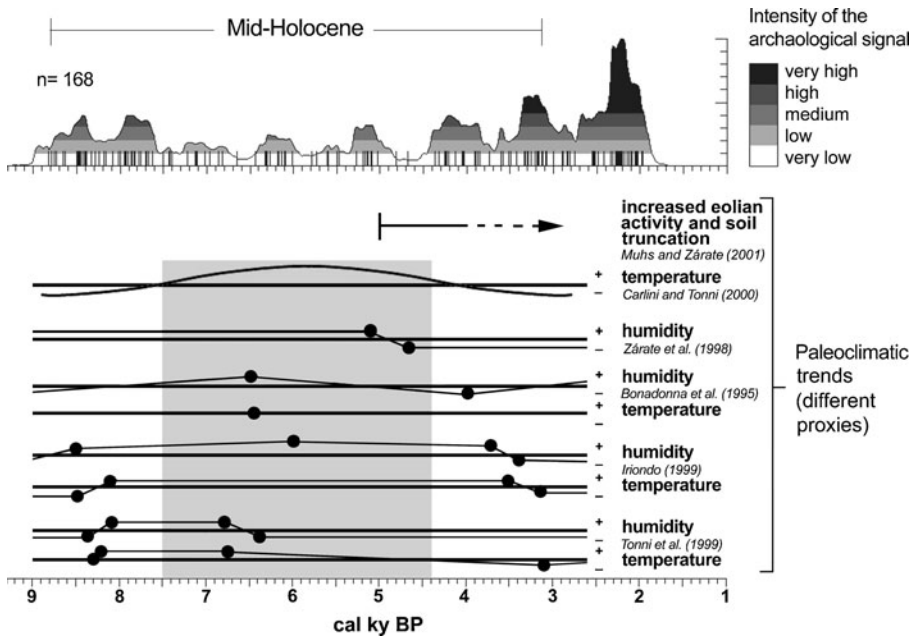 Mid-Holocene
n= 168
Intensity of the
archaological signal
very high
high
medium
low
very low
increased eolian
activity and soil
truncation
Muhs and Zárate (2001)
+ temperature
– Carlini and Tonni (2000)
+ humidity
– Zárate et al. (1998)
+ humidity
– Bonadonna et al. (1995)
+ temperature
–
+ humidity
– Iriondo (1999)
+ temperature
–
+ humidity
– Tonni et al. (1999)
+ temperature
–
Paleoclimatic
trends
(different
proxies)
9 8 7 6 5 4 3 2 1
cal ky BP